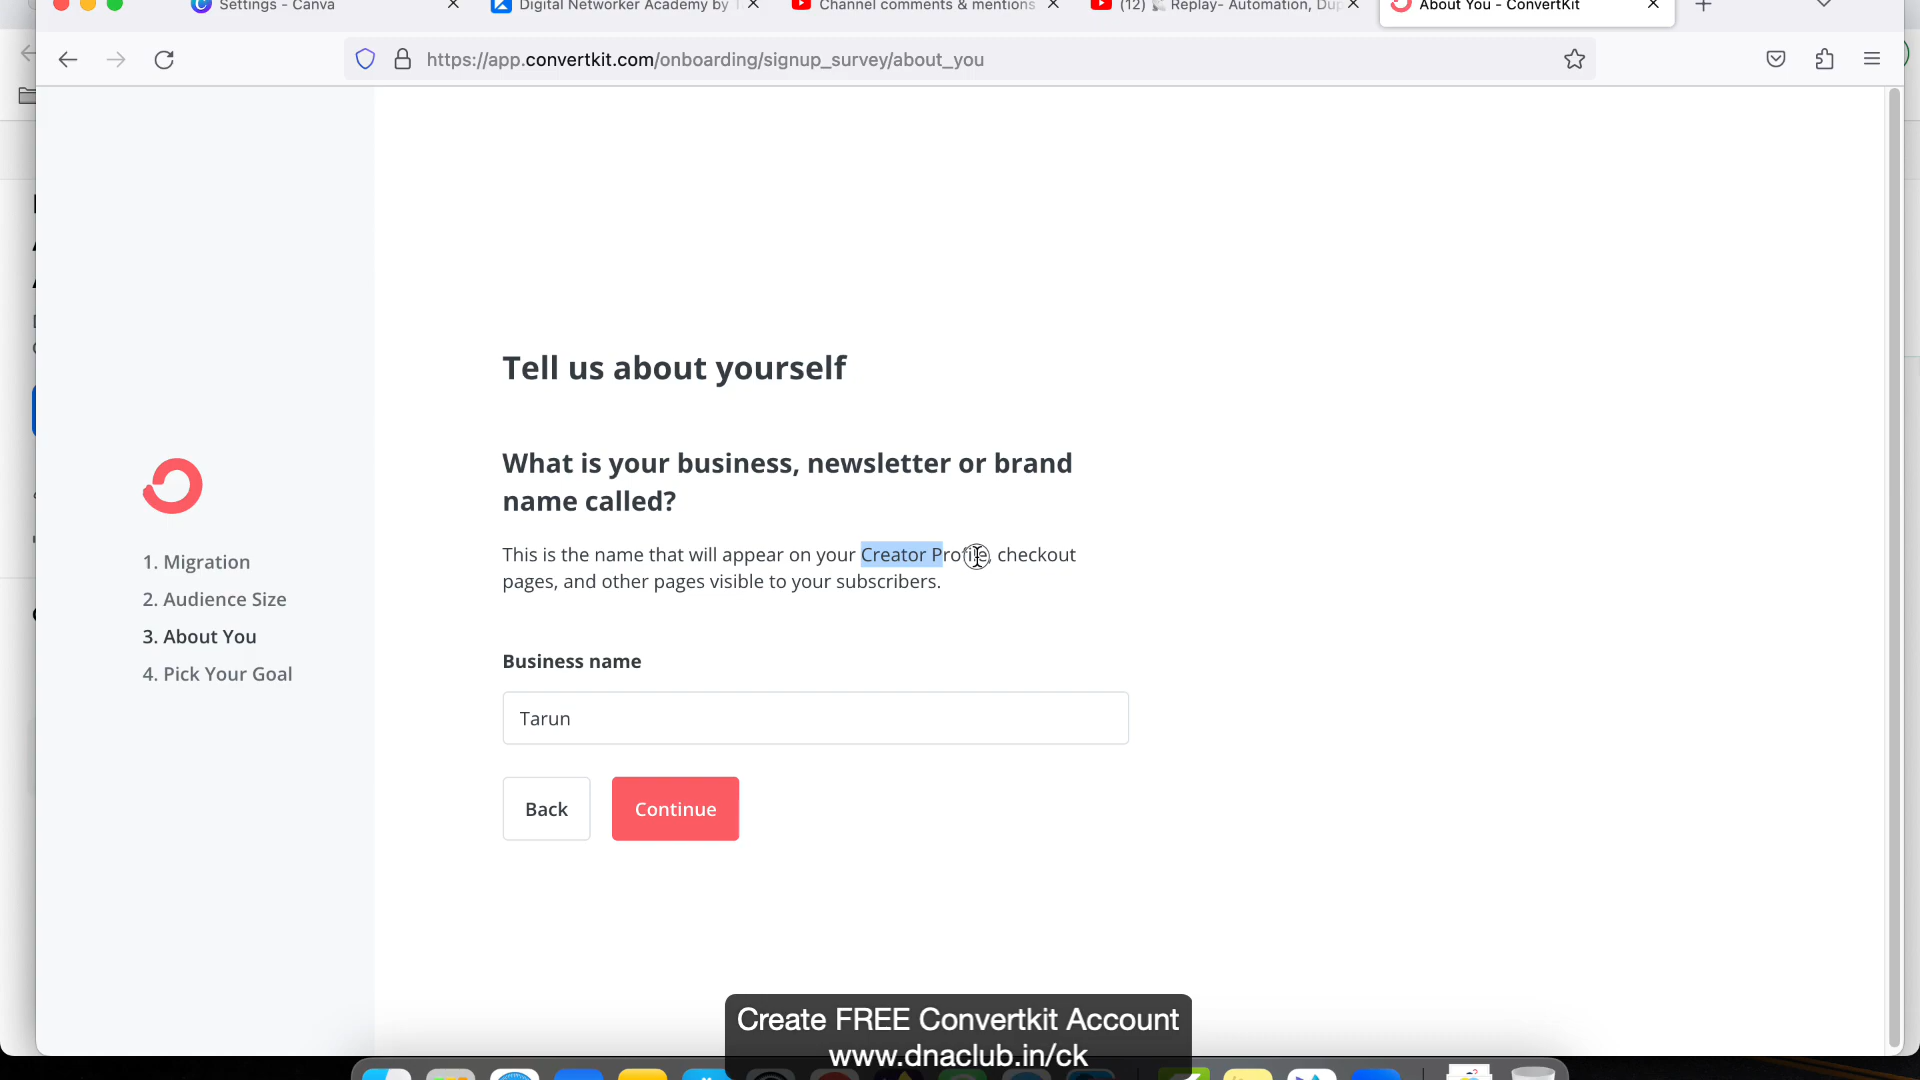 Settings - Canva
Digital Networker Academy by
Channel comments & mentions
(12) Replay- Automation, Dup
About You - ConvertKit
https://app.convertkit.com/onboarding/signup_survey/about_you
Tell us about yourself
What is your business, newsletter or brand
name called?
This is the name that will appear on your Creator Profile, checkout
pages, and other pages visible to your subscribers.
1. Migration
2. Audience Size
3. About You
4. Pick Your Goal
Business name
Tarun
Back
Continue
Create FREE Convertkit Account
www.dnaclub.in/ck